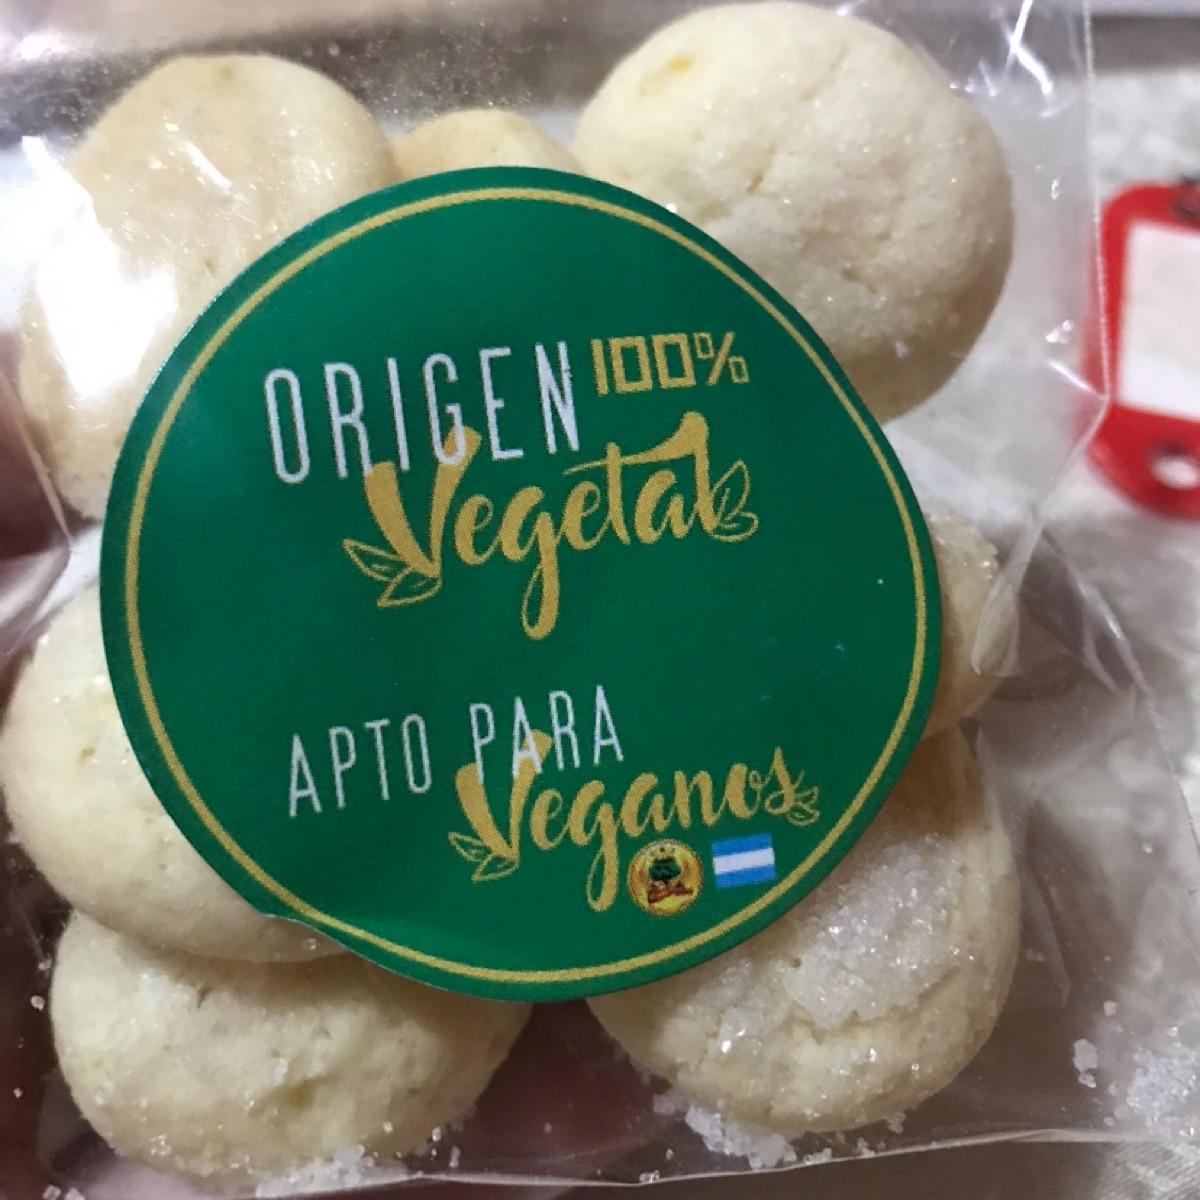 ORIGEN 100%
Vegetal
APTO PARA
Veganos